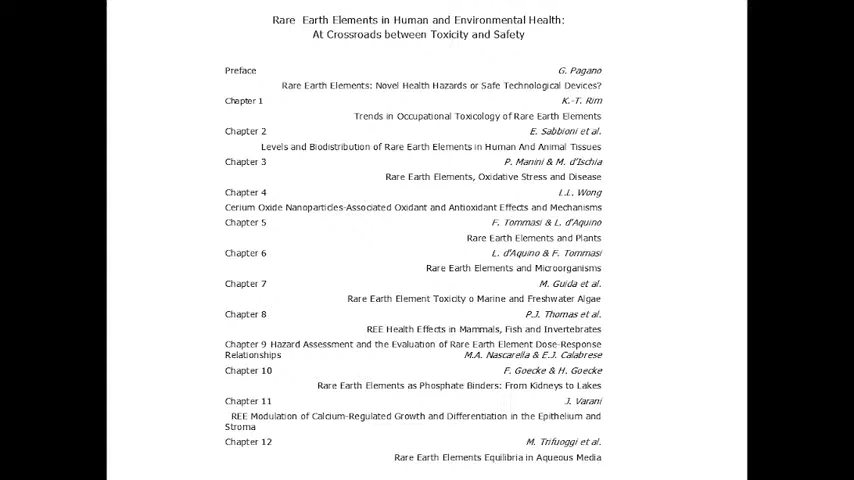 Rare Earth Elements in Human and Environmental Health:
At Crossroads between Toxicity and Safety
Preface G. Pagano
Rare Earth Elements: Novel Health Hazards or Safe Technological Devices?
Chapter 1 K.-T. Rim
Trends in Occupational Toxicology of Rare Earth Elements
Chapter 2 E. Sabbioni et al.
Levels and Biodistribution of Rare Earth Elements in Human And Animal Tissues
Chapter 3 P. Manini & M. d'Ischia
Rare Earth Elements, Oxidative Stress and Disease
Chapter 4 L.L. Wong
Cerium Oxide Nanoparticles-Associated Oxidant and Antioxidant Effects and Mechanisms
Chapter 5 F. Tommasi & L. d'Aquino
Rare Earth Elements and Plants
Chapter 6 L. d'Aquino & F. Tommasi
Rare Earth Elements and Microorganisms
Chapter 7 M. Guida et al.
Rare Earth Element Toxicity o Marine and Freshwater Algae
Chapter 8 P.J. Thomas et al.
REE Health Effects in Mammals, Fish and Invertebrates
Chapter 9 Hazard Assessment and the Evaluation of Rare Earth Element Dose-Response
Relationships M.A. Nascarella & E.J. Calabrese
Chapter 10 F. Goecke & H. Goecke
Rare Earth Elements as Phosphate Binders: From Kidneys to Lakes
Chapter 11 J. Varani
REE Modulation of Calcium-Regulated Growth and Differentiation in the Epithelium and
Stroma
Chapter 12 M. Trifuoggi et al.
Rare Earth Elements Equilibria in Aqueous Media